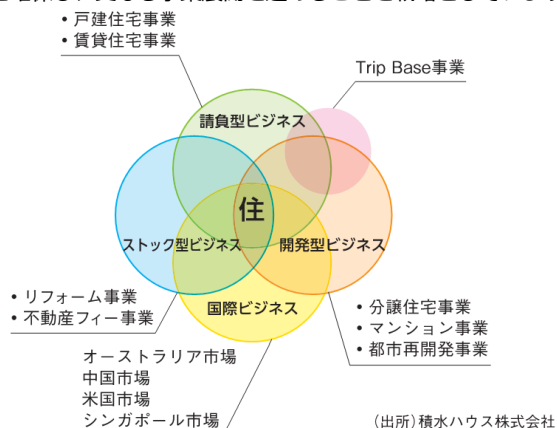 ・戸建住宅事業
・賃貸住宅事業
Trip Base事業
請負型ビジネス
住
ストック型ビジネス
開発型ビジネス
国際ビジネス
・リフォーム事業
・不動産フィー事業
・分譲住宅事業
・マンション事業
・都市再開発事業
オーストラリア市場
中国市場
米国市場
シンガポール市場
(出所)積水ハウス株式会社